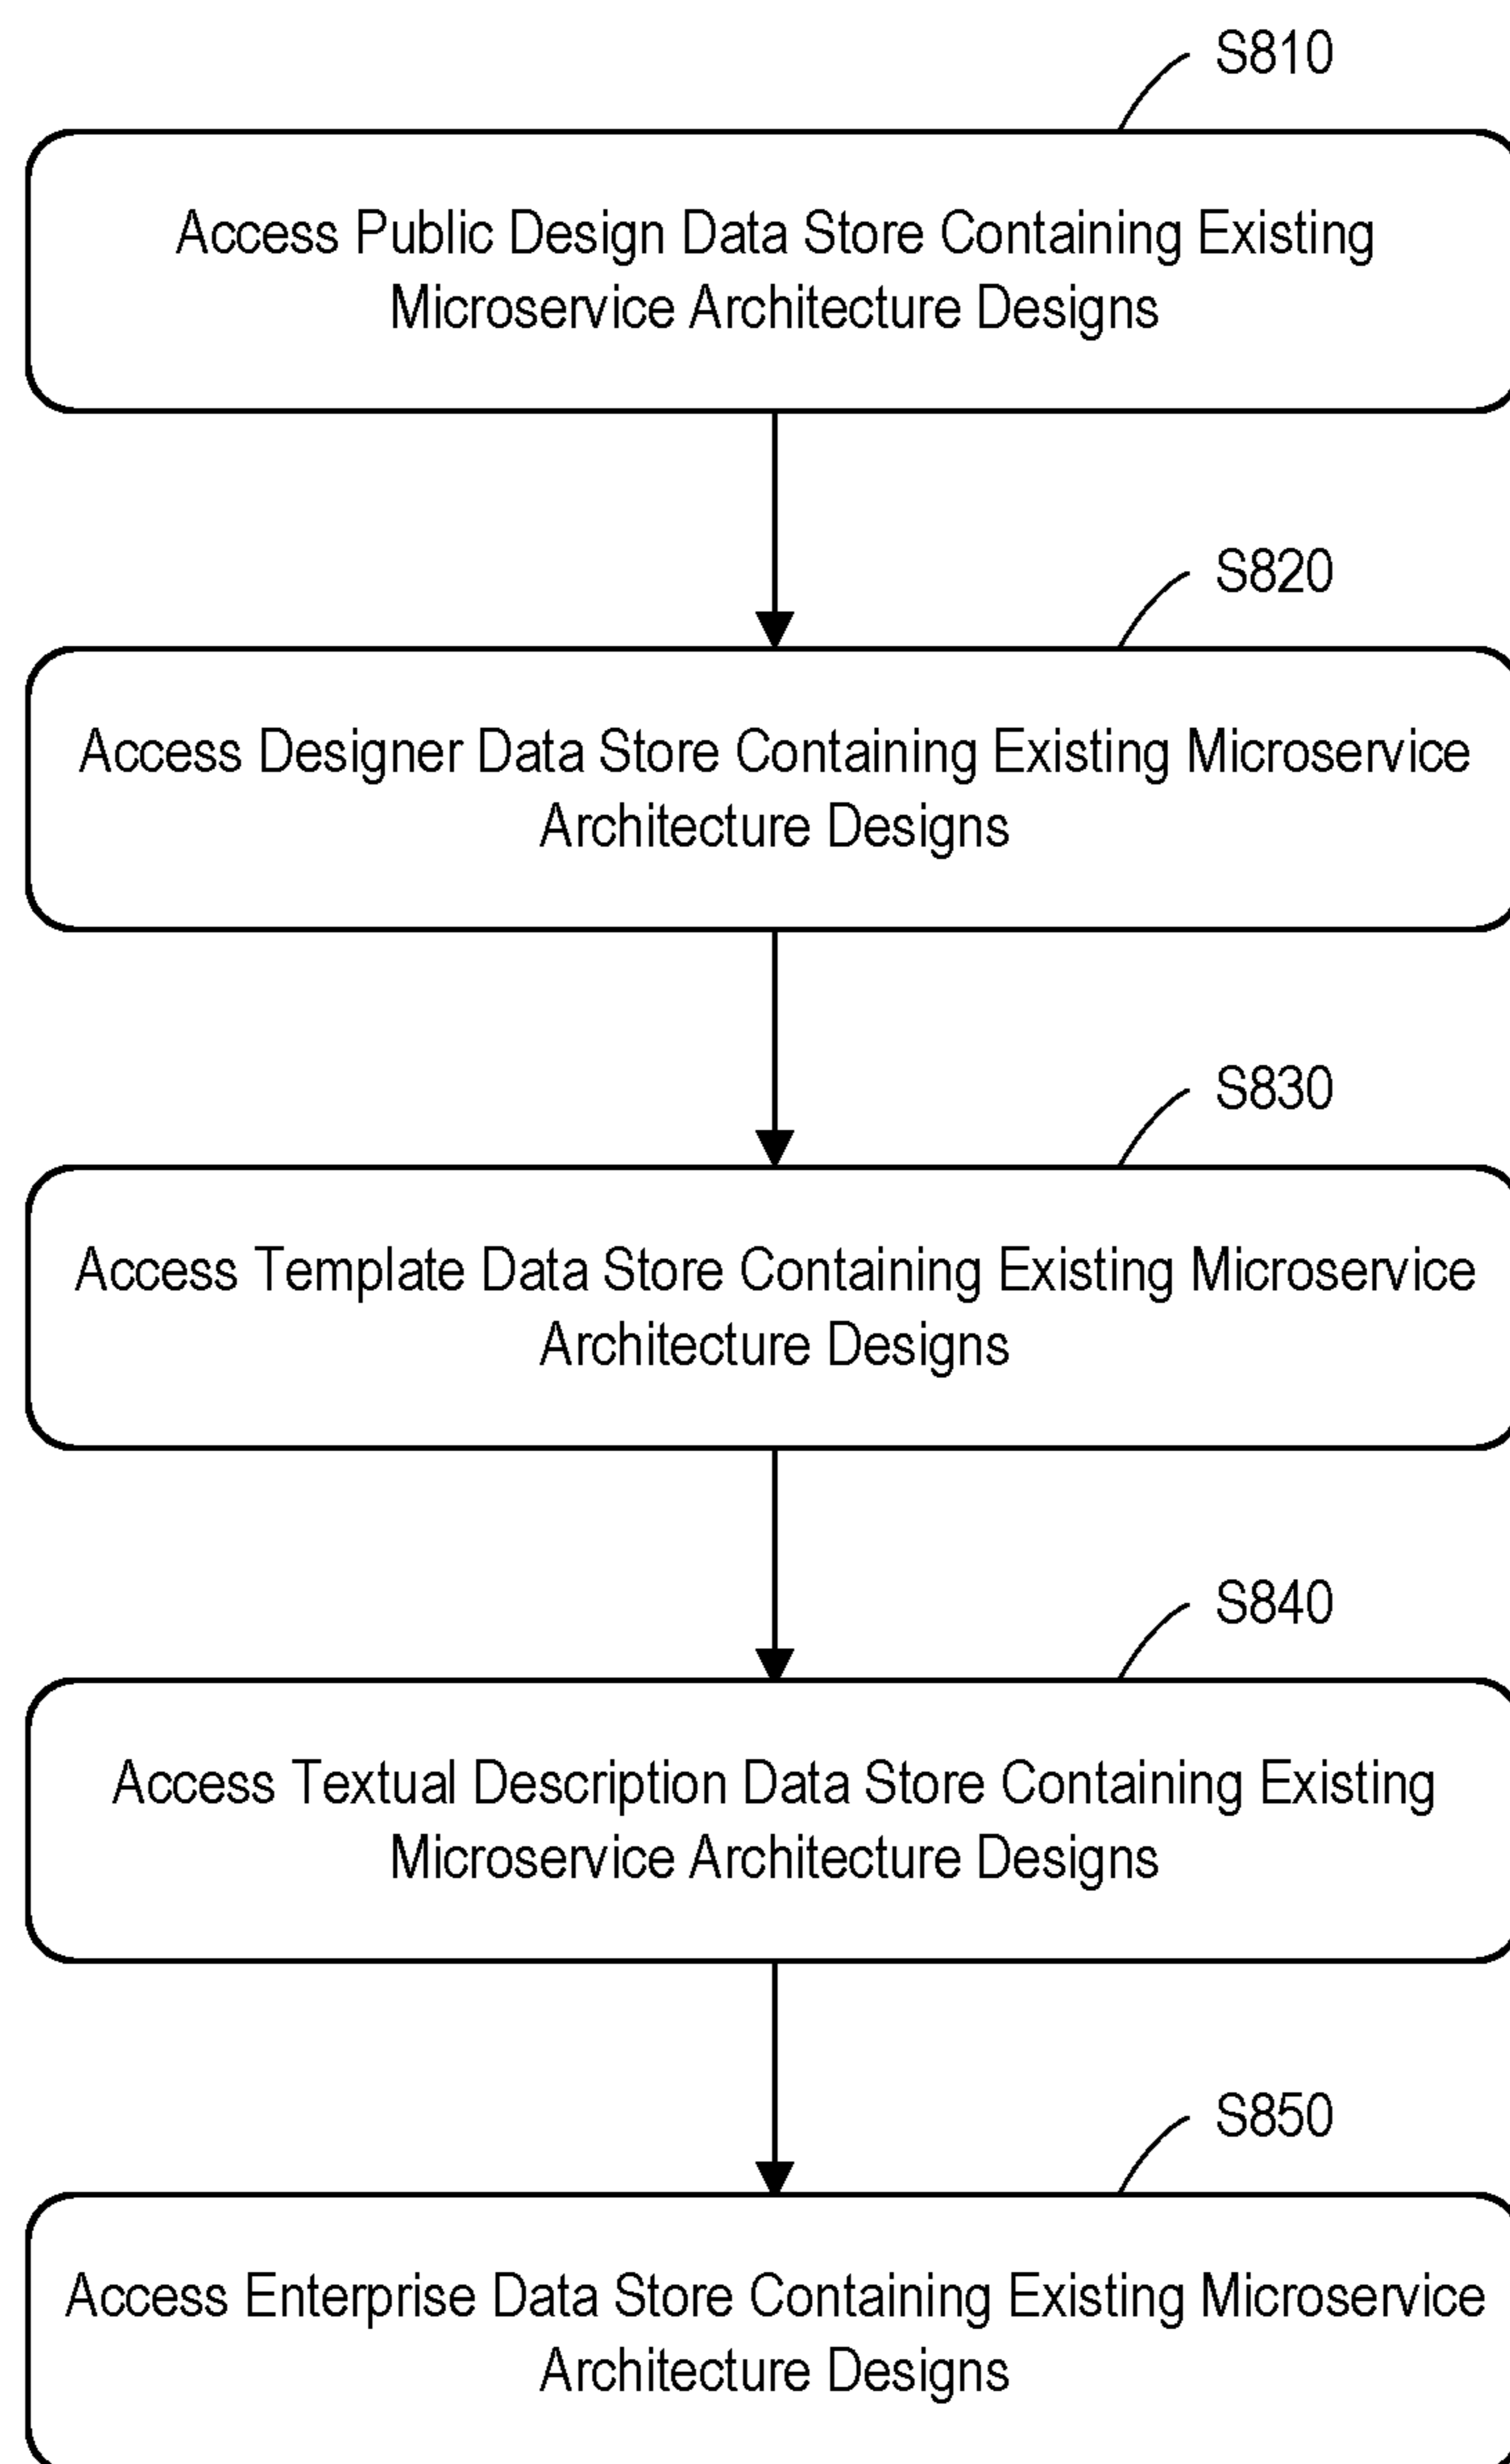 S810
Access Public Design Data Store Containing Existing
Microservice Architecture Designs
S820
Access Designer Data Store Containing Existing Microservice
Architecture Designs
S830
Access Template Data Store Containing Existing Microservice
Architecture Designs
S840
Access Textual Description Data Store Containing Existing
Microservice Architecture Designs
S850
Access Enterprise Data Store Containing Existing Microservice
Architecture Designs